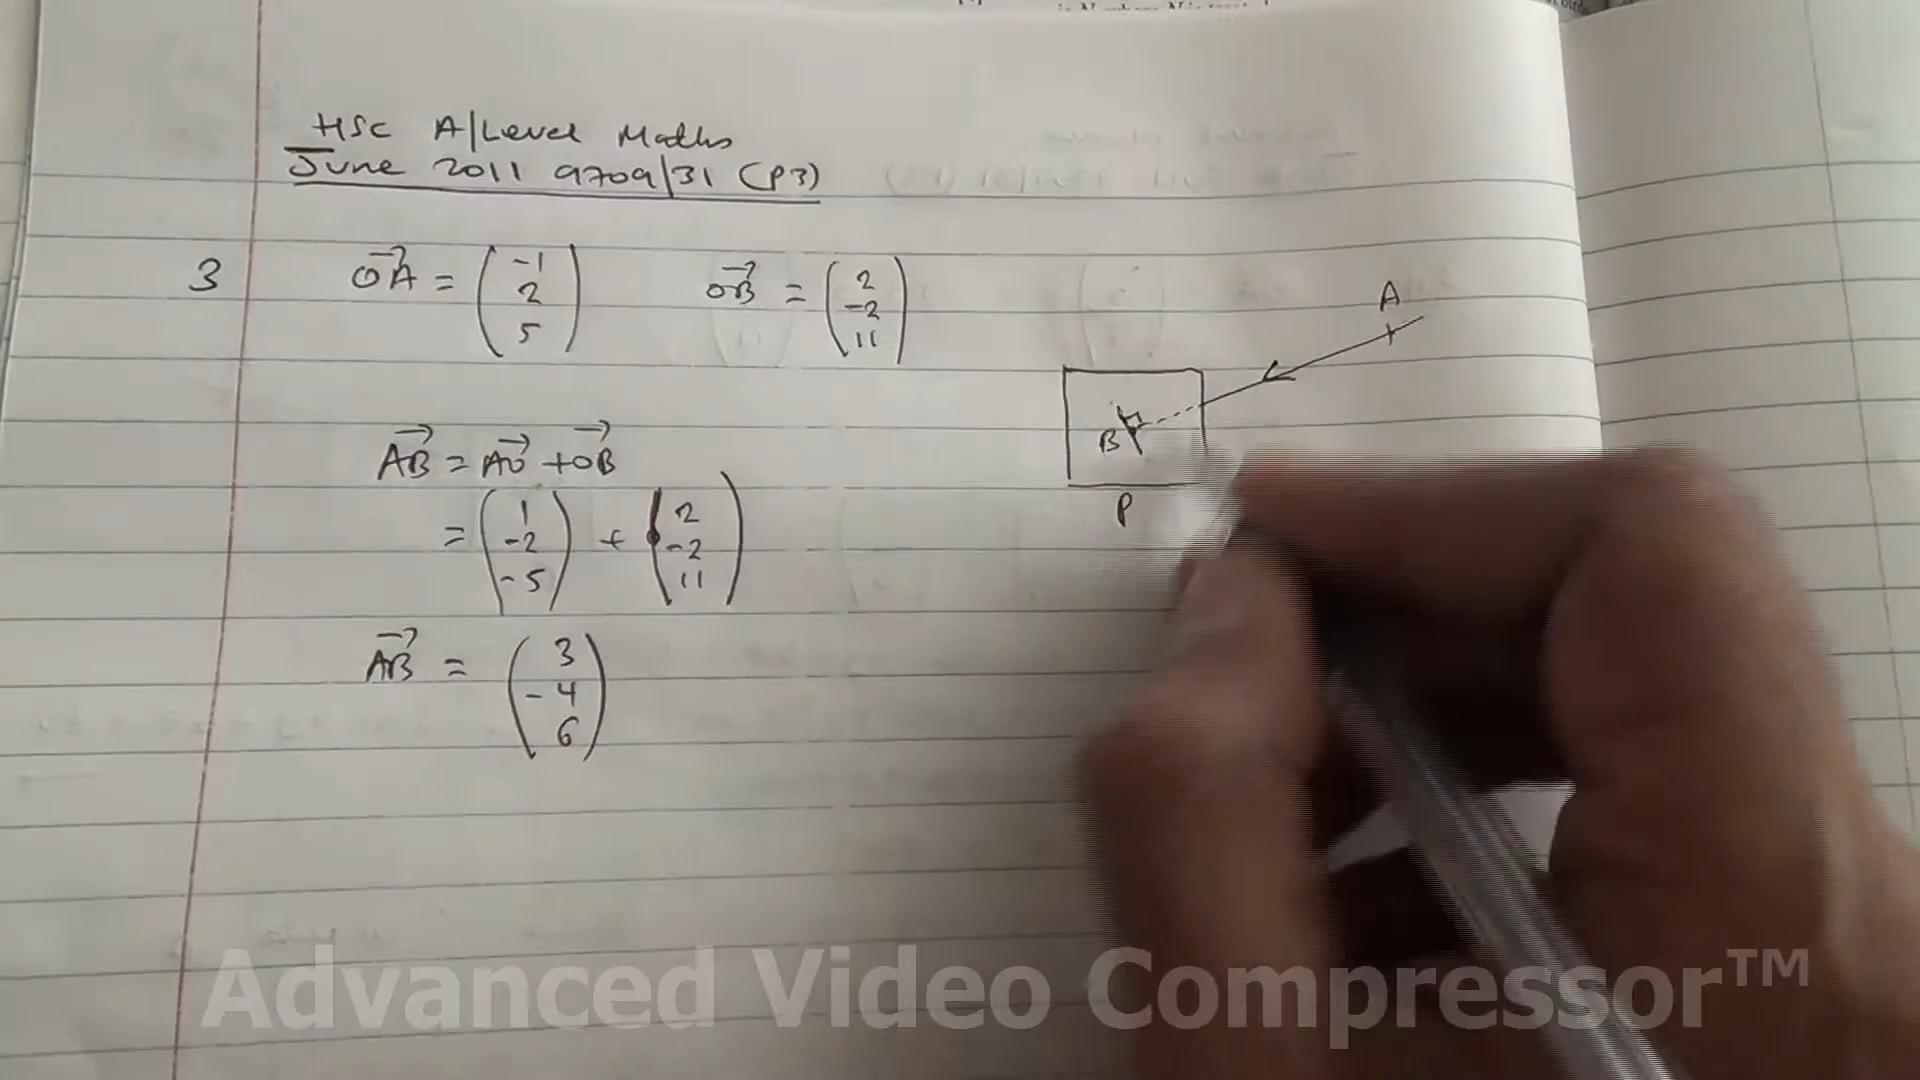 HSC A/Level Maths
June 2011 9709/31 (P3)
3 OA = (-1 2 5) OB = (2 -2 11)
A
B
P
AB = AO + OB
= (1 -2 -5) + (2 -2 11)
AB = (3 -4 6)
Advanced Video Compressor™